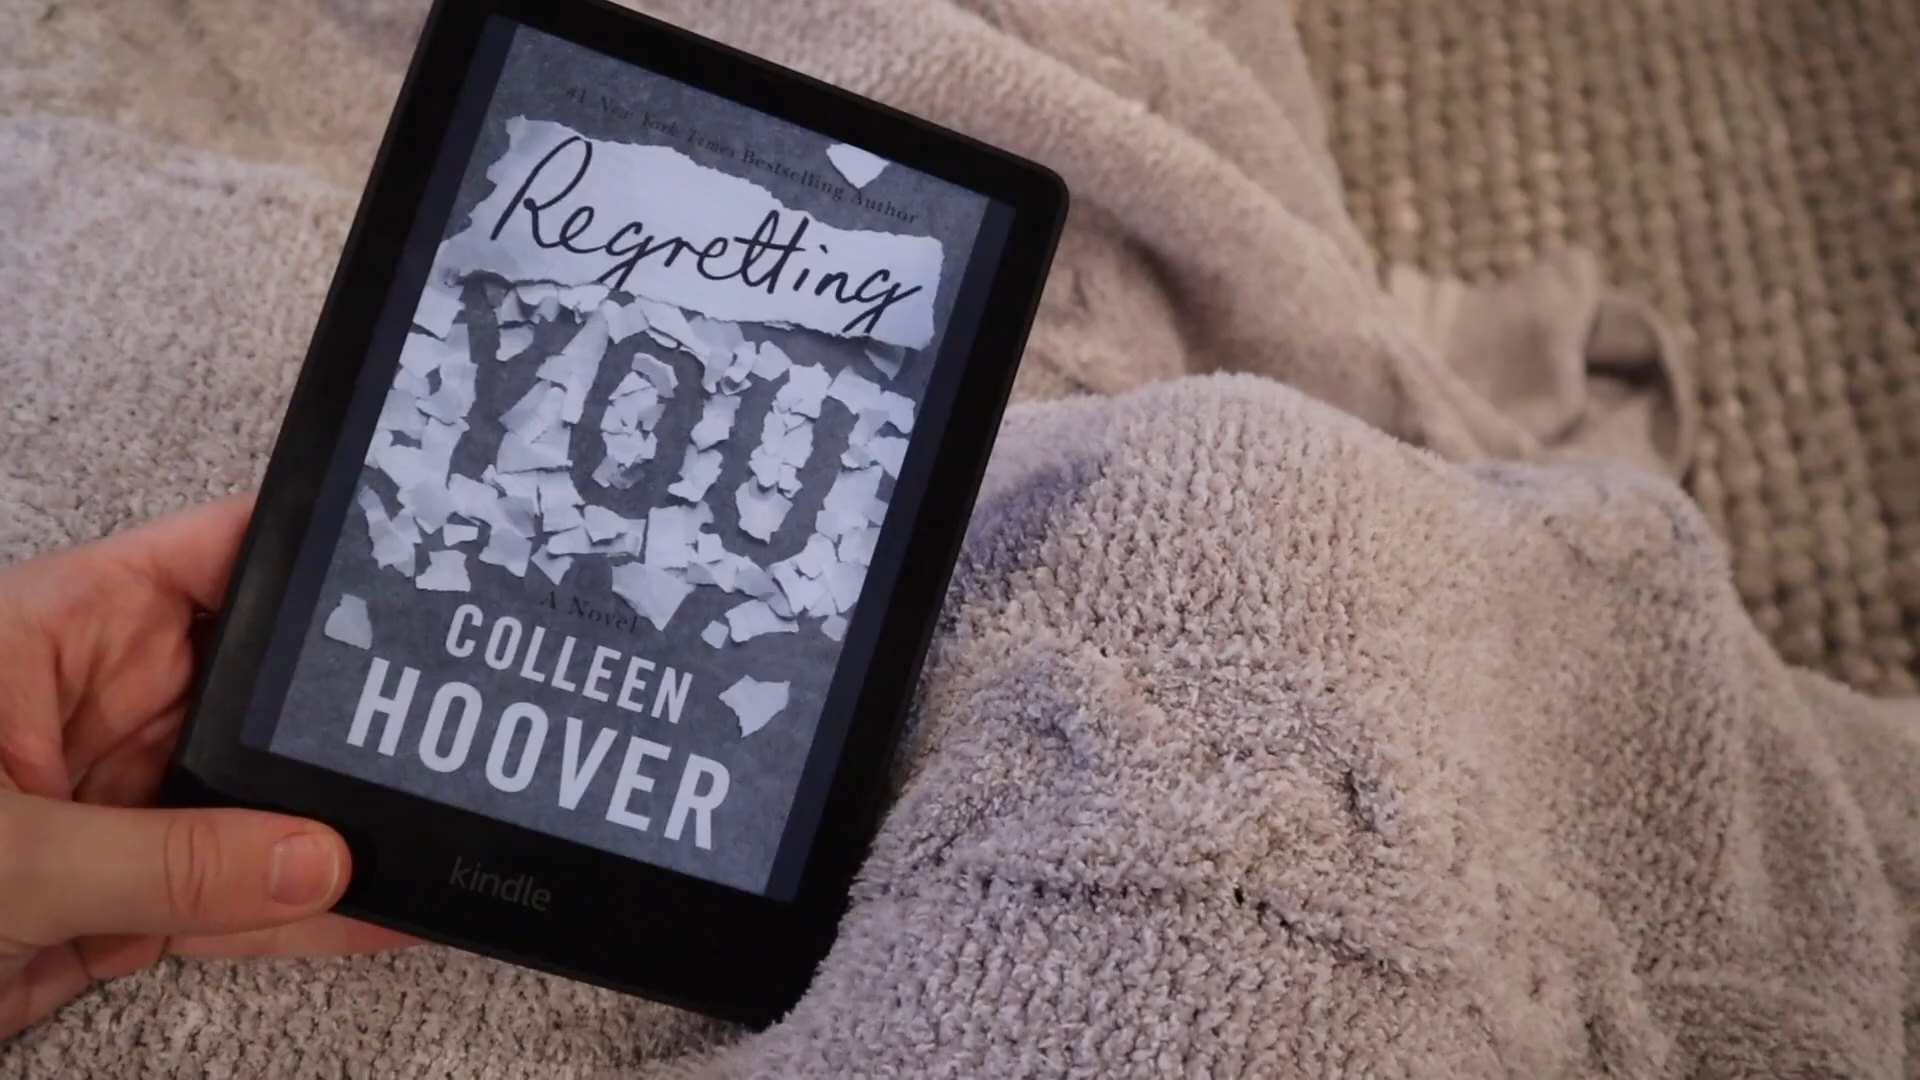 #1 New York Times Bestselling Author
Regretting
YOU
A Novel
COLLEEN
HOOVER
kindle